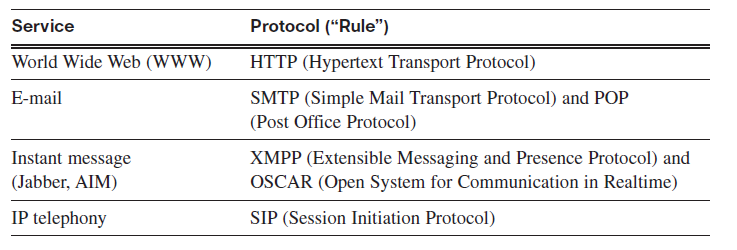 Service Protocol (“Rule”)
World Wide Web (WWW) HTTP (Hypertext Transport Protocol)
E-mail SMTP (Simple Mail Transport Protocol) and POP
(Post Office Protocol)
Instant message XMPP (Extensible Messaging and Presence Protocol) and
(Jabber, AIM) OSCAR (Open System for Communication in Realtime)
IP telephony SIP (Session Initiation Protocol)